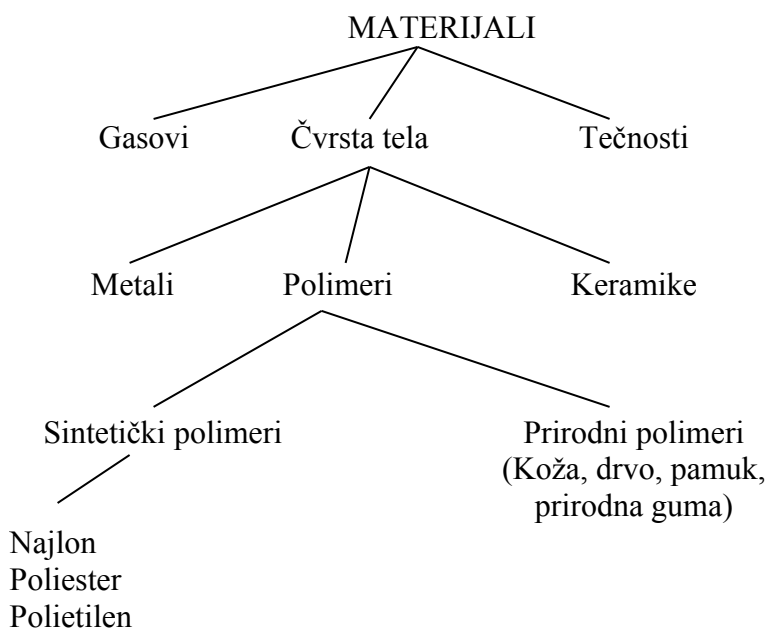 MATERIJALI
Gasovi Čvrsta tela Tečnosti
Metali Polimeri Keramike
Sintetički polimeri Prirodni polimeri
(Koža, drvo, pamuk,
prirodna guma)
Najlon
Poliester
Polietilen